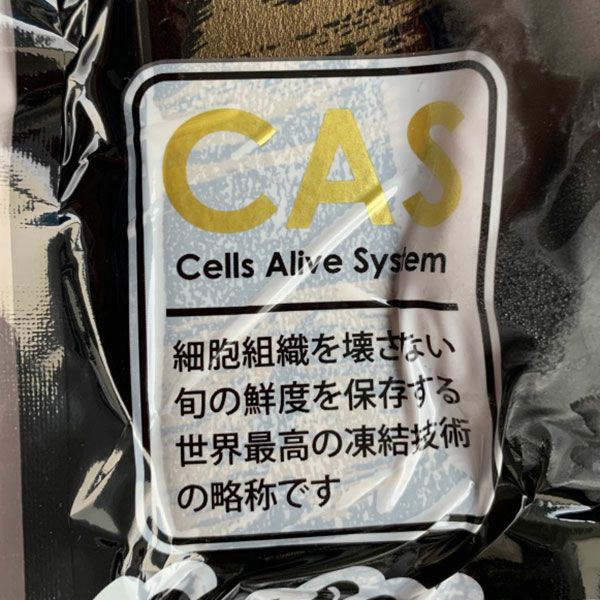 CAS
Cells Alive System
細胞組織を壊さない
旬の鮮度を保存する
世界最高の凍結技術
の略称です